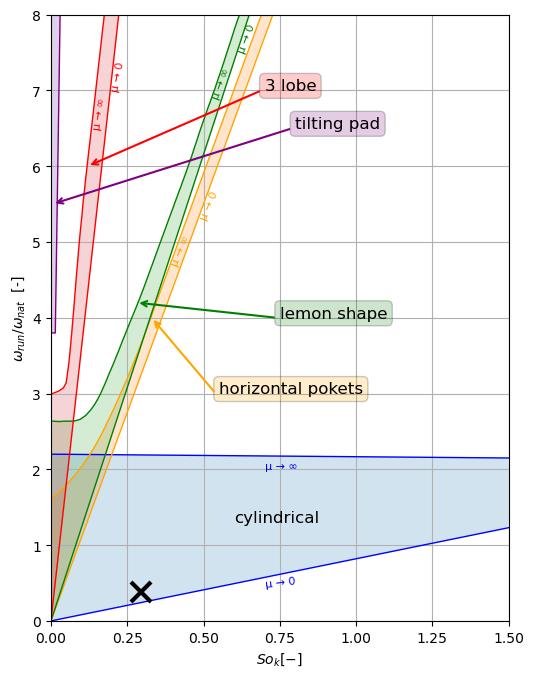 8
7
6
5
4
3
2
1
0
ω_run/ω_nat [-]
μ → ∞
μ → 0
3 lobe
tilting pad
μ → ∞
μ → 0
μ → ∞
μ → 0
lemon shape
horizontal pokets
μ → ∞
cylindrical
μ → 0
0.00 0.25 0.50 0.75 1.00 1.25 1.50
So_k[−]